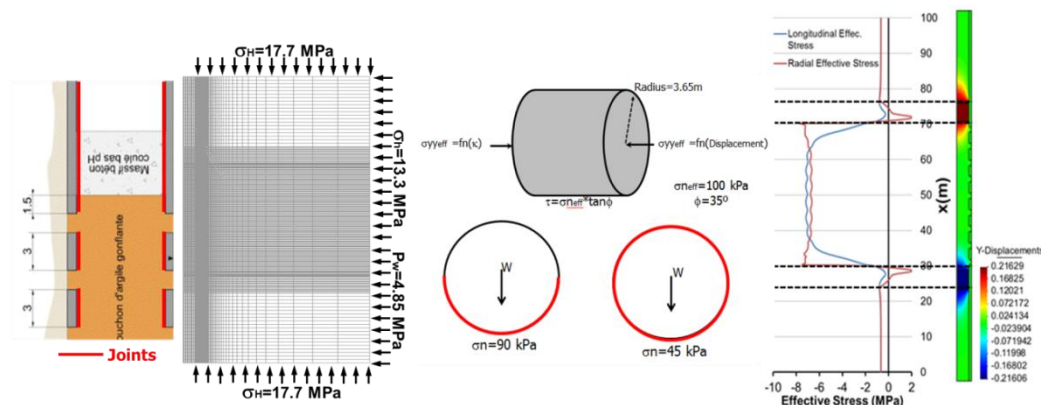 Massif béton
coulé bas pH
1.5
3
3
ouchon d'argile gonflante
Joints
σH=17.7 MPa
σh=13.3 MPa
Pw=4.85 MPa
σH=17.7 MPa
Radius=3.65m
σyyeff =fn(κ)
σyyeff =fn(Displacement)
τ=σneff*tanϕ
σneff=100 kPa
ϕ=35º
W
σn=90 kPa
W
σn=45 kPa
Longitudinal Effec.
Stress
Radial Effective Stress
100
90
80
70
60
50
40
30
20
10
0
x(m)
-10 -8 -6 -4 -2 0 2
Effective Stress (MPa)
Y-Displacements
0.21629
0.16825
0.12021
0.072172
0.024134
-0.023904
-0.071942
-0.11998
-0.16802
-0.21606